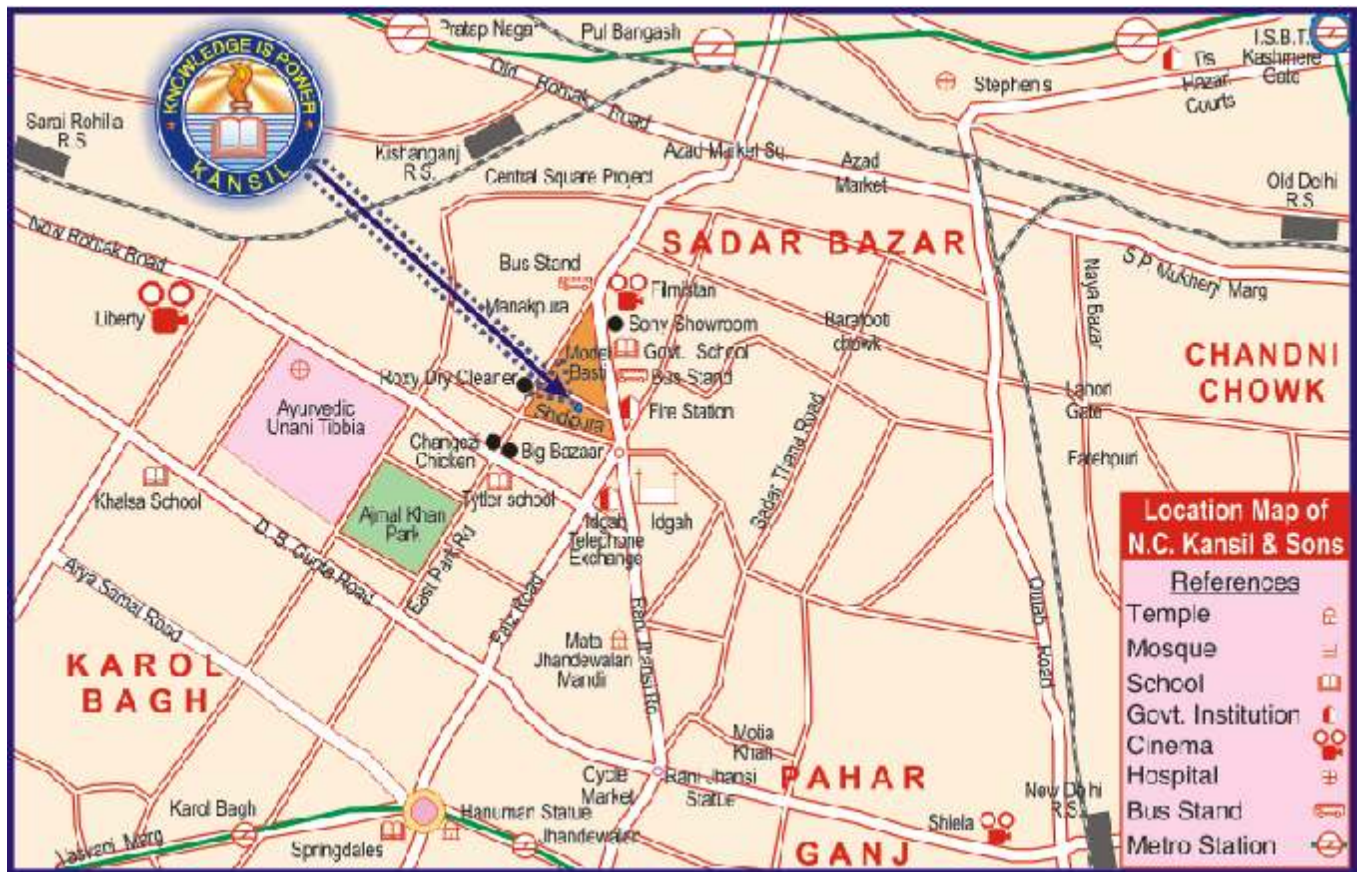 Pratap Nagar
Pul Bangash
I.S.B.T.
Kashmere
Gate
Tis
Hazari
Courts
KNOWLEDGE IS POWER
KANSIL
Stephen's
Old Rohtak Road
Sarai Rohilla
R.S
Kishanganj
R.S.
Azad Market Sq.
Azad
Market
Central Square Project
Old Delhi
R.S
New Rohtak Road
SADAR BAZAR
S.P. Mukherji Marg
Naya Bazar
Bus Stand
Manakpura
Filmistan
Liberty
Sony Showroom
Baratooti
chowk
Model
-Basti
Govt. School
CHANDNI
CHOWK
Roxy Dry Cleaner
Bus Stand
Lahori
Gate
Ayurvedic
Unani Tibbia
Shidipura
Fire Station
Changezi
Chicken
Big Bazaar
Sadar Thana Road
Fatehpuri
Khalsa School
Tytler school
Ajmal Khan
Park
Idgah
Telephone
Exchange
Idgah
D. B. Gupta Road
East Park Rd
Faiz Road
Arya Samaj Road
Rani Jhansi Rd.
Qutab Road
Mata
Jhandewalan
Mandir
KAROL
BAGH
Motia
Khan
Cycle
Market
Rani Jhansi
Statue
PAHAR
GANJ
New Delhi
R.S.
Karol Bagh
Hanuman Statue
Shiela
Springdales
Marg
Location Map of
N.C. Kansil & Sons
References
Temple
Mosque
School
Govt. Institution
Cinema
Hospital
Bus Stand
Metro Station